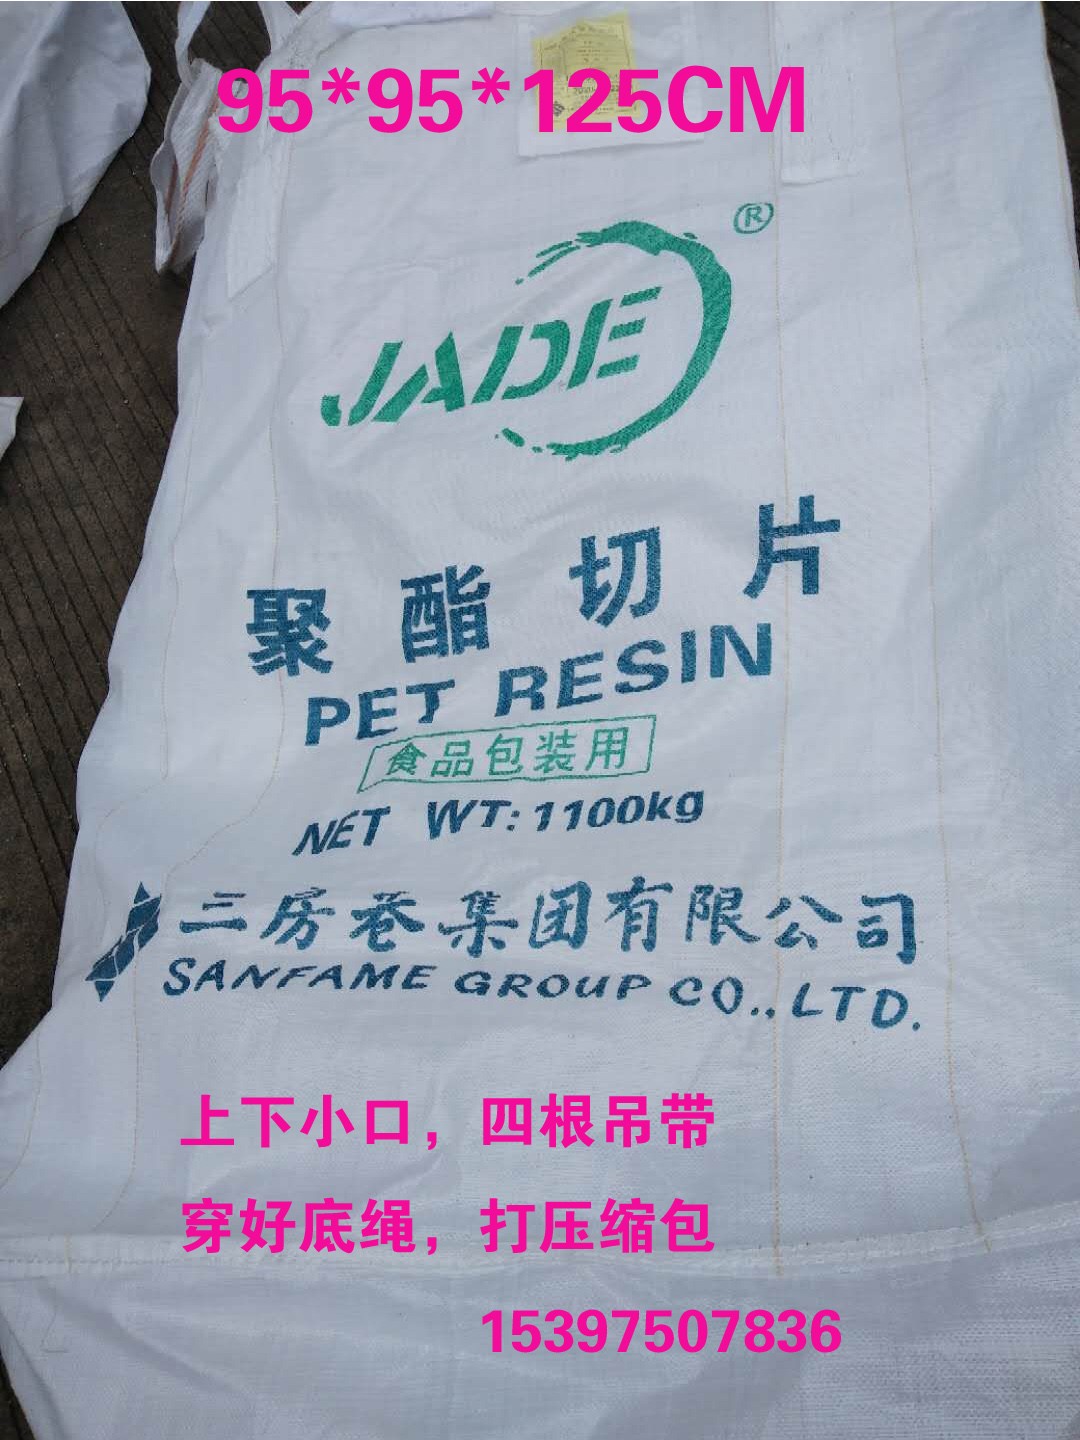 95*95*125CM
JADE®
聚酯切片
PET RESIN
食品包装用
NET WT: 1100kg
三房巷集团有限公司
SANFAME GROUP CO., LTD.
上下小口，四根吊带
穿好底绳，打压缩包
15397507836